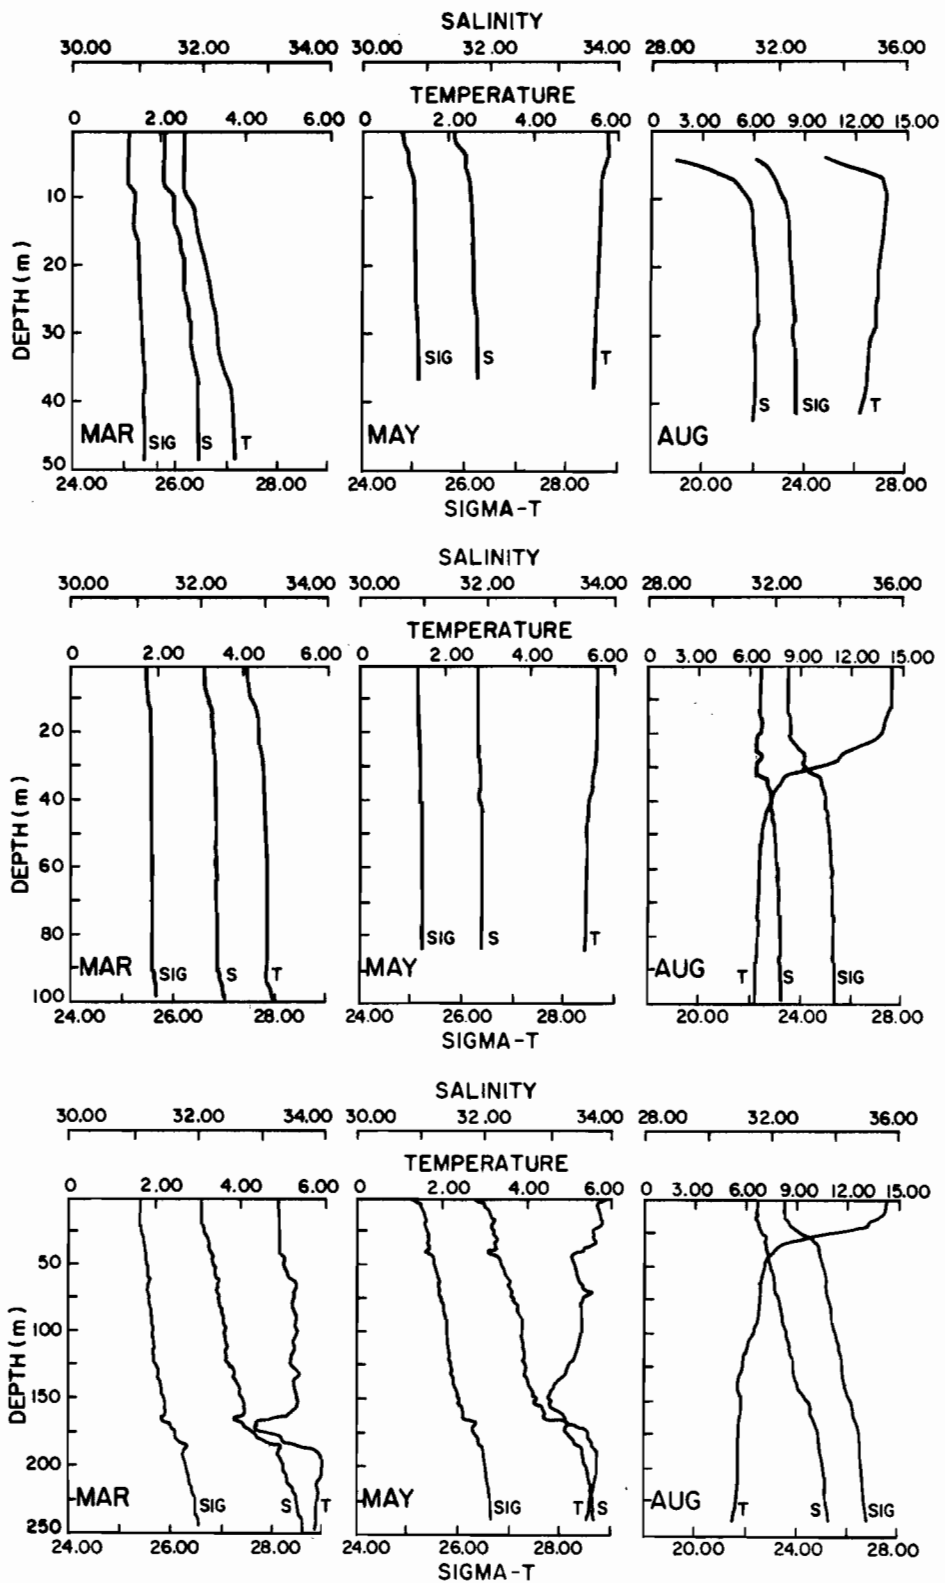 SALINITY
30.00 32.00 34.00 30.00 32.00 34.00 28.00 32.00 36.00
TEMPERATURE
0 2.00 4.00 6.00 0 2.00 4.00 6.00 0 3.00 6.00 9.00 12.00 15.00
DEPTH (m)
10
20
30
40
50
MAR SIG S T
MAY SIG S T
AUG S SIG T
24.00 26.00 28.00 24.00 26.00 28.00 20.00 24.00 28.00
SIGMA-T
SALINITY
30.00 32.00 34.00 30.00 32.00 34.00 28.00 32.00 36.00
TEMPERATURE
0 2.00 4.00 6.00 0 2.00 4.00 6.00 0 3.00 6.00 9.00 12.00 15.00
DEPTH (m)
20
40
60
80
100
MAR SIG S T
MAY SIG S T
AUG T S SIG
24.00 26.00 28.00 24.00 26.00 28.00 20.00 24.00 28.00
SIGMA-T
SALINITY
30.00 32.00 34.00 30.00 32.00 34.00 28.00 32.00 36.00
TEMPERATURE
0 2.00 4.00 6.00 0 2.00 4.00 6.00 0 3.00 6.00 9.00 12.00 15.00
DEPTH (m)
50
100
150
200
250
MAR SIG S T
MAY SIG T S
AUG T S SIG
24.00 26.00 28.00 24.00 26.00 28.00 20.00 24.00 28.00
SIGMA-T